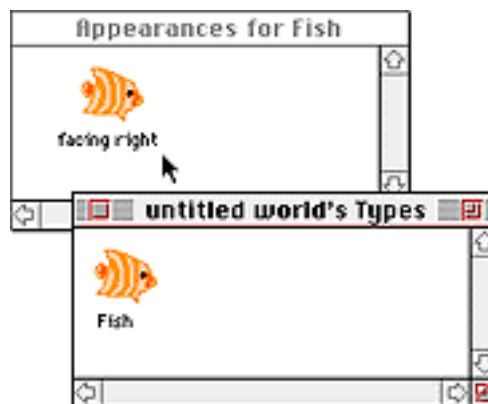 Appearances for Fish
facing right
untitled world's Types
Fish